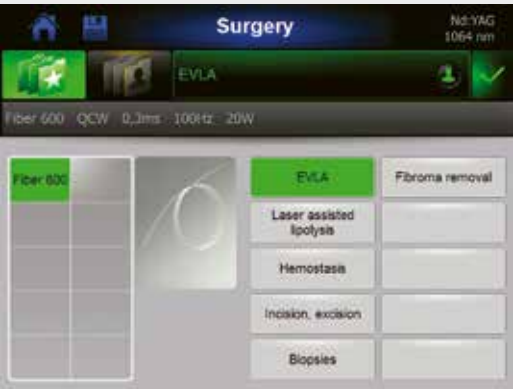 Surgery
Nd:YAG
1064 nm
EVLA
Fiber 600 QCW 0,3ms 100Hz 20W
Fiber 600
EVLA
Fibroma removal
Laser assisted
lipolysis
Hemostasis
Incision, excision
Biopsies